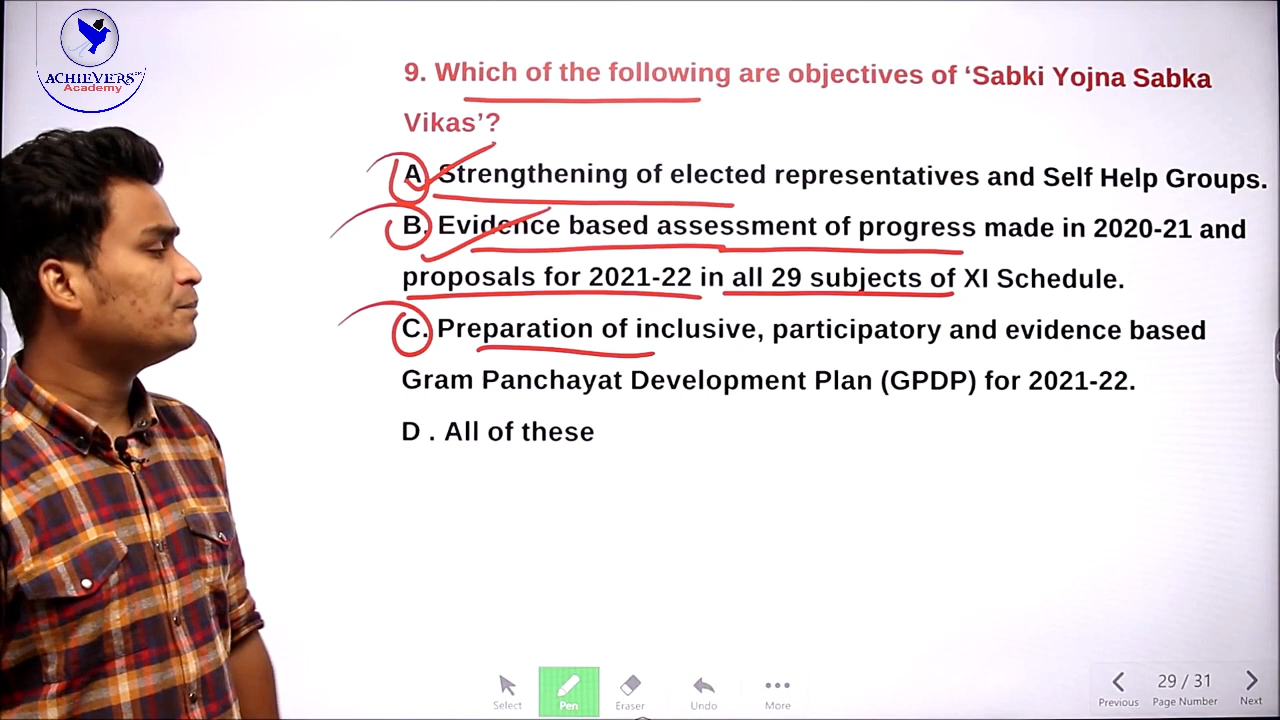 ACHIEVERS
Academy
9. Which of the following are objectives of ‘Sabki Yojna Sabka
Vikas’?
A. Strengthening of elected representatives and Self Help Groups.
B. Evidence based assessment of progress made in 2020-21 and
proposals for 2021-22 in all 29 subjects of XI Schedule.
C. Preparation of inclusive, participatory and evidence based
Gram Panchayat Development Plan (GPDP) for 2021-22.
D . All of these
Select
Pen
Eraser
Undo
More
Previous
29 / 31
Page Number
Next